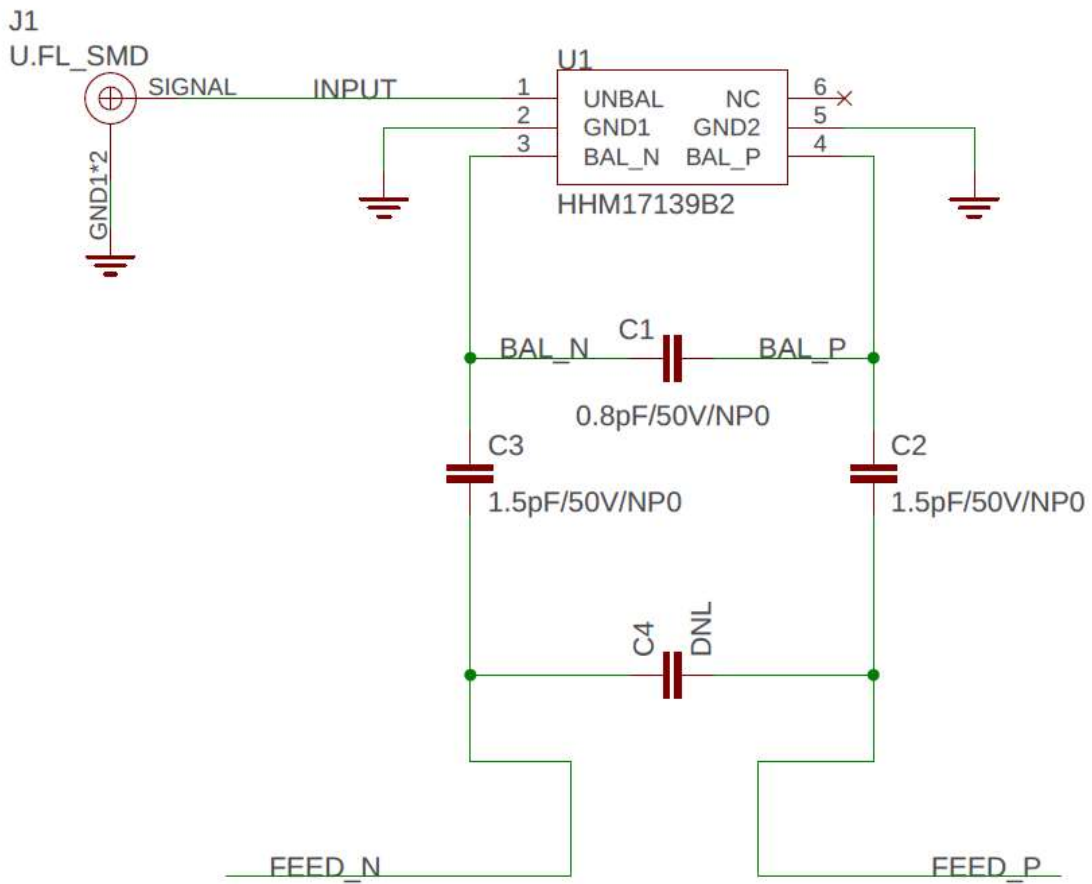 J1
U.FL_SMD
SIGNAL
INPUT
GND1*2
U1
1
2
3
UNBAL
GND1
BAL_N
NC
GND2
BAL_P
6
5
4
HHM17139B2
C1
BAL_N
BAL_P
0.8pF/50V/NP0
C3
1.5pF/50V/NP0
C2
1.5pF/50V/NP0
C4
DNL
FEED_N
FEED_P